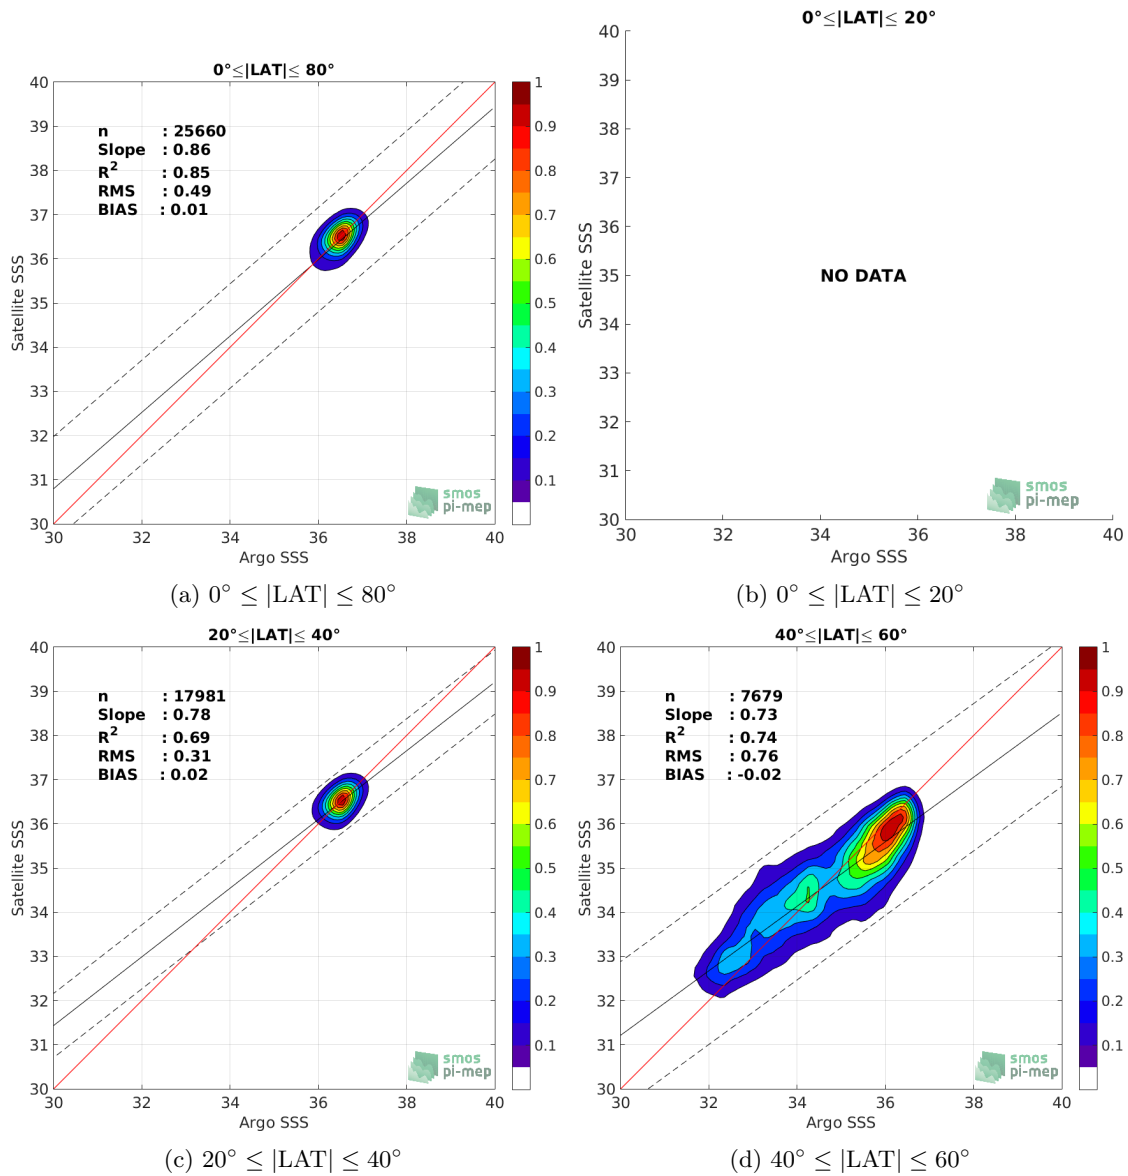 0°≤|LAT|≤ 80°
40
39
38
37
36
35
34
33
32
31
30
Satellite SSS
n : 25660
Slope : 0.86
R² : 0.85
RMS : 0.49
BIAS : 0.01
1
0.9
0.8
0.7
0.6
0.5
0.4
0.3
0.2
0.1
smos
pi-mep
30 32 34 36 38 40
Argo SSS
(a) 0° ≤ |LAT| ≤ 80°
0°≤|LAT|≤ 20°
40
39
38
37
36
35
34
33
32
31
30
Satellite SSS
NO DATA
smos
pi-mep
30 32 34 36 38 40
Argo SSS
(b) 0° ≤ |LAT| ≤ 20°
20°≤|LAT|≤ 40°
40
39
38
37
36
35
34
33
32
31
30
Satellite SSS
n : 17981
Slope : 0.78
R² : 0.69
RMS : 0.31
BIAS : 0.02
1
0.9
0.8
0.7
0.6
0.5
0.4
0.3
0.2
0.1
smos
pi-mep
30 32 34 36 38 40
Argo SSS
(c) 20° ≤ |LAT| ≤ 40°
40°≤|LAT|≤ 60°
40
39
38
37
36
35
34
33
32
31
30
Satellite SSS
n : 7679
Slope : 0.73
R² : 0.74
RMS : 0.76
BIAS : -0.02
1
0.9
0.8
0.7
0.6
0.5
0.4
0.3
0.2
0.1
smos
pi-mep
30 32 34 36 38 40
Argo SSS
(d) 40° ≤ |LAT| ≤ 60°